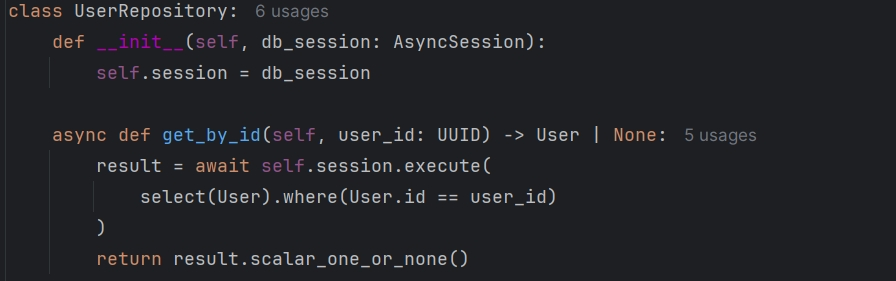 class UserRepository: 6 usages
    def __init__(self, db_session: AsyncSession):
        self.session = db_session
    async def get_by_id(self, user_id: UUID) -> User | None: 5 usages
        result = await self.session.execute(
            select(User).where(User.id == user_id)
        )
        return result.scalar_one_or_none()